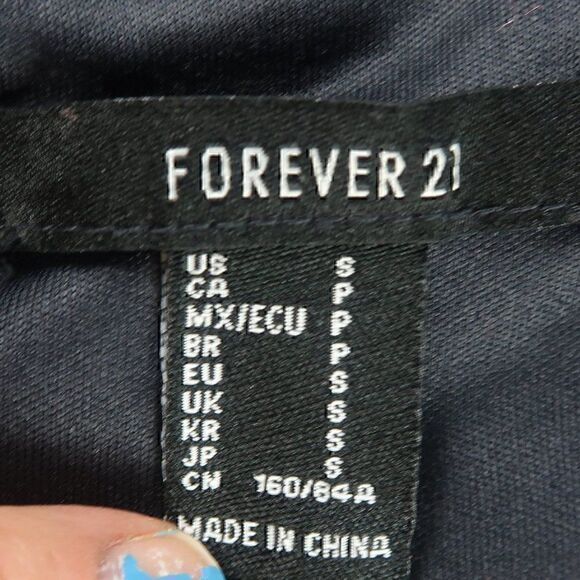 FOREVER 21
US S
CA P
MX/ECU P
BR P
EU S
UK S
KR S
JP S
CN 160/84A
MADE IN CHINA